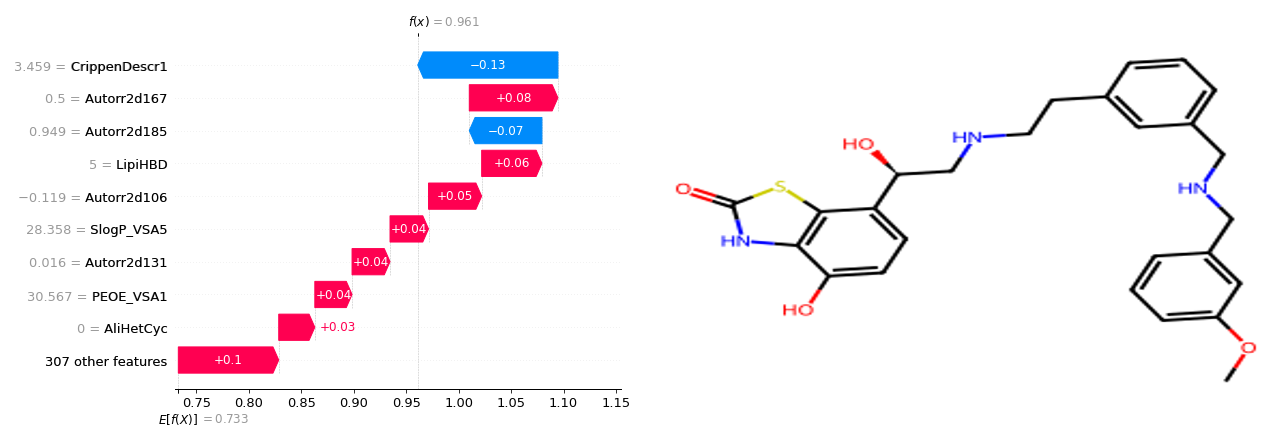 f(x) = 0.961
3.459 = CrippenDescr1
−0.13
0.5 = Autorr2d167
+0.08
0.949 = Autorr2d185
−0.07
5 = LipiHBD
+0.06
−0.119 = Autorr2d106
+0.05
28.358 = SlogP_VSA5
+0.04
0.016 = Autorr2d131
+0.04
30.567 = PEOE_VSA1
+0.04
0 = AliHetCyc
+0.03
307 other features
+0.1
0.75 0.80 0.85 0.90 0.95 1.00 1.05 1.10 1.15
E[f(X)] = 0.733
HO
HN
O
S
HN
HO
HN
O